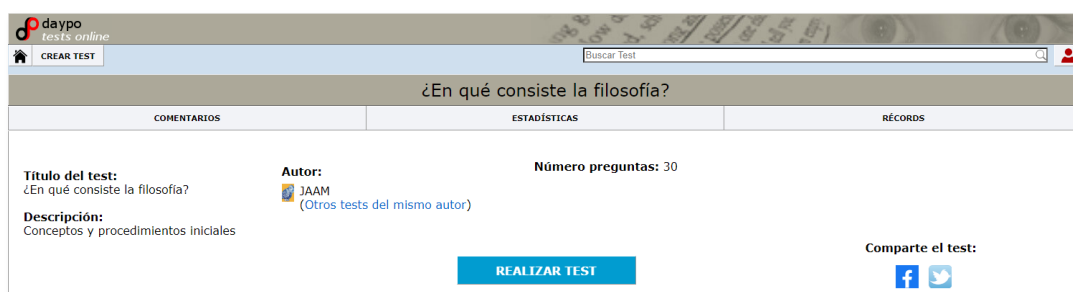 daypo
tests online
CREAR TEST
Buscar Test
¿En qué consiste la filosofía?
COMENTARIOS
ESTADÍSTICAS
RÉCORDS
Título del test:
¿En qué consiste la filosofía?
Descripción:
Conceptos y procedimientos iniciales
Autor:
JAAM
(Otros tests del mismo autor)
Número preguntas: 30
REALIZAR TEST
Comparte el test: